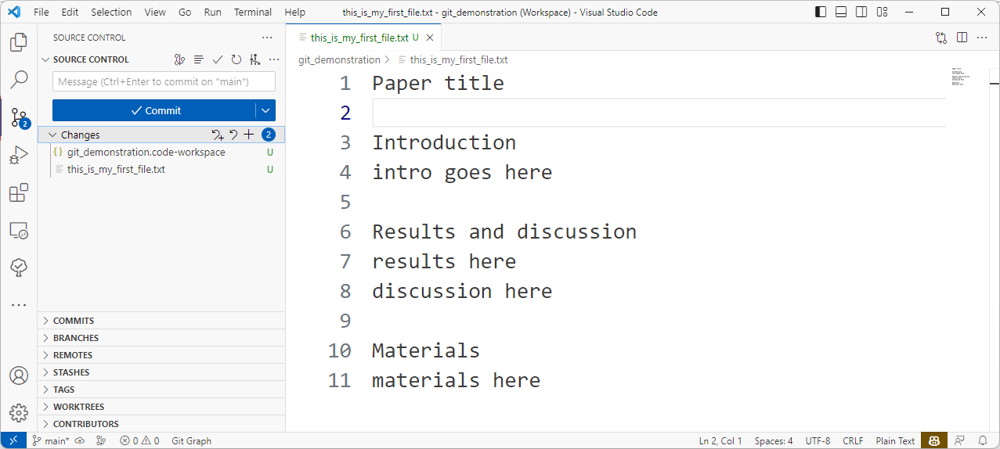 File Edit Selection View Go Run Terminal Help this_is_my_first_file.txt - git_demonstration (Workspace) - Visual Studio Code
SOURCE CONTROL
SOURCE CONTROL
Message (Ctrl+Enter to commit on "main")
Commit
2
Changes 2
git_demonstration.code-workspace U
this_is_my_first_file.txt U
COMMITS
BRANCHES
REMOTES
STASHES
TAGS
WORKTREES
CONTRIBUTORS
this_is_my_first_file.txt U
git_demonstration > this_is_my_first_file.txt
1 Paper title
2
3 Introduction
4 intro goes here
5
6 Results and discussion
7 results here
8 discussion here
9
10 Materials
11 materials here
main* 0 0 Git Graph Ln 2, Col 1 Spaces: 4 UTF-8 CRLF Plain Text